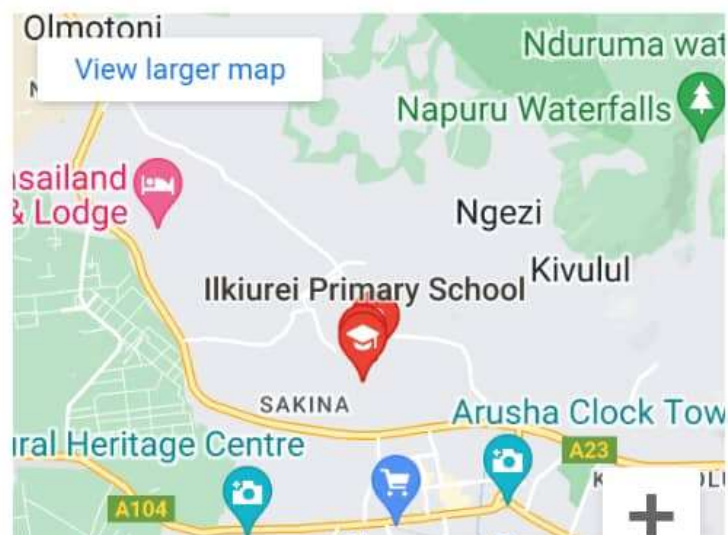 Olmotoni
View larger map
Nduruma wat
Napuru Waterfalls
sailand
& Lodge
Ngezi
Kivulul
Ilkiurei Primary School
SAKINA
Arusha Clock Tow
ral Heritage Centre
A23
A104